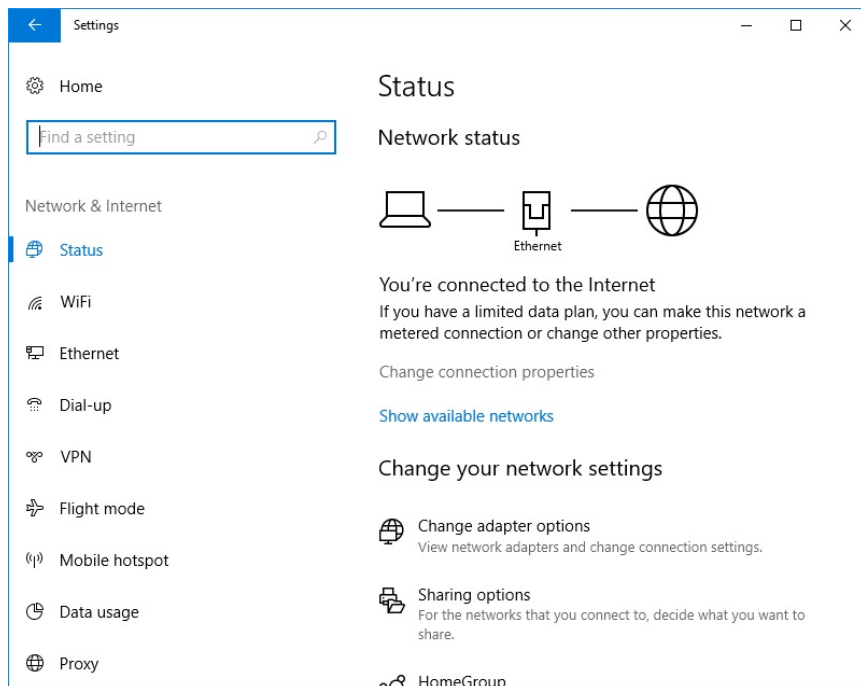 Settings
Home
Find a setting
Network & Internet
Status
WiFi
Ethernet
Dial-up
VPN
Flight mode
Mobile hotspot
Data usage
Proxy
Status
Network status
Ethernet
You're connected to the Internet
If you have a limited data plan, you can make this network a
metered connection or change other properties.
Change connection properties
Show available networks
Change your network settings
Change adapter options
View network adapters and change connection settings.
Sharing options
For the networks that you connect to, decide what you want to
share.
HomeGroup